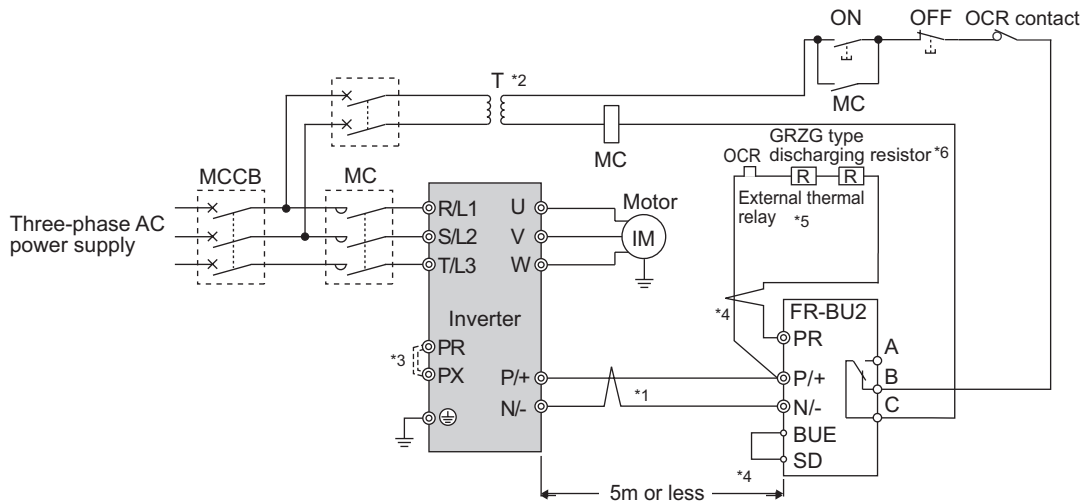 ON
OFF
OCR contact
T *2
MC
MC
GRZG type
OCR discharging resistor *6
R
R
External thermal
relay *5
MCCB
MC
Three-phase AC
power supply
R/L1
S/L2
T/L3
U
V
W
Motor
IM
Inverter
*3
PR
PX
P/+
N/-
*1
*4
FR-BU2
PR
P/+
N/-
BUE
SD
A
B
C
*4
5m or less